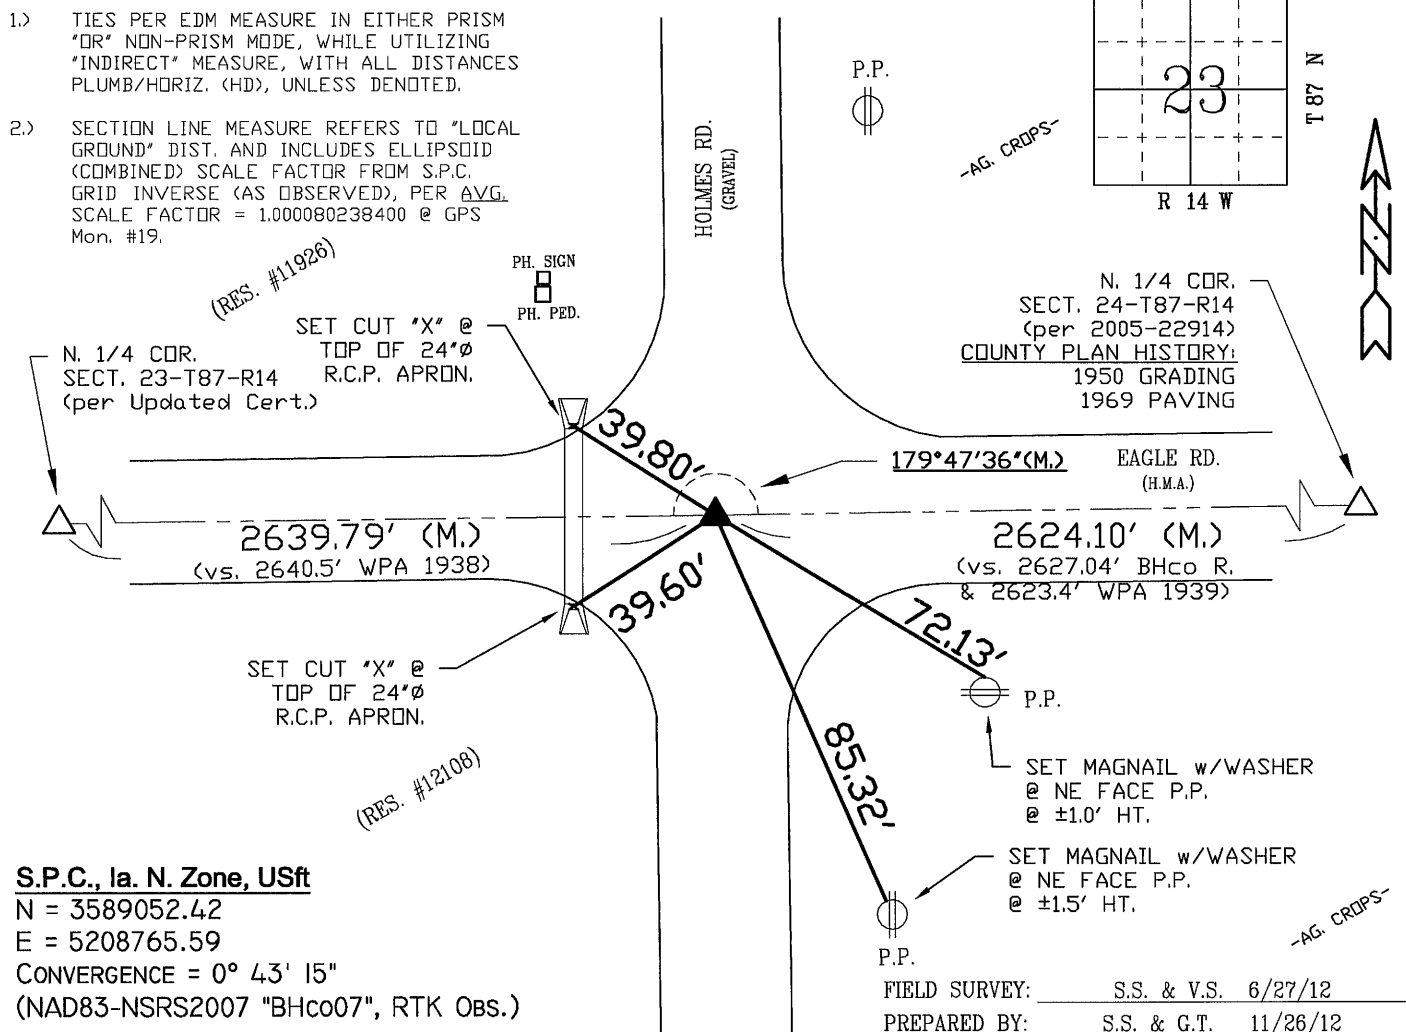 1.) TIES PER EDM MEASURE IN EITHER PRISM
"OR" NON-PRISM MODE, WHILE UTILIZING
"INDIRECT" MEASURE, WITH ALL DISTANCES
PLUMB/HORIZ. (HD), UNLESS DENOTED.
2.) SECTION LINE MEASURE REFERS TO "LOCAL
GROUND" DIST. AND INCLUDES ELLIPSOID
(COMBINED) SCALE FACTOR FROM S.P.C.
GRID INVERSE (AS OBSERVED), PER AVG.
SCALE FACTOR = 1.000080238400 @ GPS
Mon. #19.
P.P.
HOLMES RD.
(GRAVEL)
-AG. CROPS-
23
T 87 N
R 14 W
N
(RES. #11926)
PH. SIGN
PH. PED.
SET CUT "X" @
TOP OF 24"Ø
R.C.P. APRON.
N. 1/4 COR.
SECT. 23-T87-R14
(per Updated Cert.)
N. 1/4 COR.
SECT. 24-T87-R14
(per 2005-22914)
COUNTY PLAN HISTORY:
1950 GRADING
1969 PAVING
39.80'
179°47'36"(M.)
EAGLE RD.
(H.M.A.)
2639.79' (M.)
(vs. 2640.5' WPA 1938)
2624.10' (M.)
(vs. 2627.04' BHco R.
& 2623.4' WPA 1939)
39.60'
72.13'
85.32'
SET CUT "X" @
TOP OF 24"Ø
R.C.P. APRON.
P.P.
SET MAGNAIL w/WASHER
@ NE FACE P.P.
@ ±1.0' HT.
(RES. #12108)
SET MAGNAIL w/WASHER
@ NE FACE P.P.
@ ±1.5' HT.
P.P.
-AG. CROPS-
S.P.C., Ia. N. Zone, USft
N = 3589052.42
E = 5208765.59
CONVERGENCE = 0° 43' 15"
(NAD83-NSRS2007 "BHco07", RTK OBS.)
FIELD SURVEY: S.S. & V.S. 6/27/12
PREPARED BY: S.S. & G.T. 11/26/12